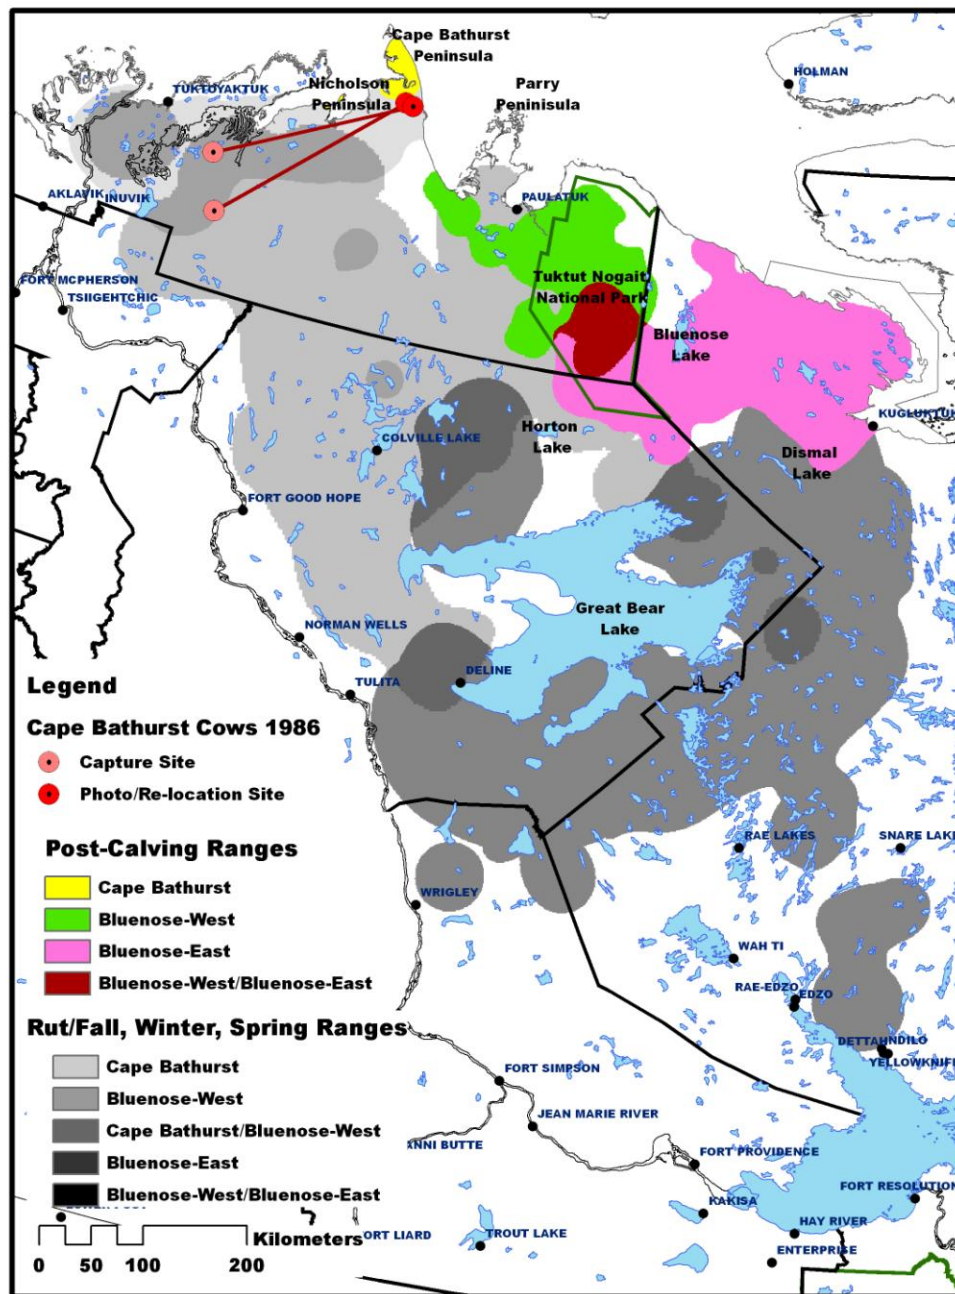 Cape Bathurst
Peninsula
HOLMAN
TUKTOYAKTUK
Nicholson
Peninsula
Parry
Peninisula
AKLAVIK
INUVIK
PAULATUK
FORT MCPHERSON
TSIIGEHTCHIC
Tuktut Nogait
National Park
Bluenose
Lake
KUGLUKTUK
Horton
Lake
COLVILLE LAKE
Dismal
Lake
FORT GOOD HOPE
Great Bear
Lake
NORMAN WELLS
DELINE
TULITA
Legend
Cape Bathurst Cows 1986
Capture Site
Photo/Re-location Site
Post-Calving Ranges
Cape Bathurst
Bluenose-West
Bluenose-East
Bluenose-West/Bluenose-East
RAE LAKES
SNARE LAKE
WRIGLEY
WAH TI
RAE-EDZO
EDZO
DETTAH
NDILO
YELLOWKNIFE
Rut/Fall, Winter, Spring Ranges
Cape Bathurst
Bluenose-West
Cape Bathurst/Bluenose-West
Bluenose-East
Bluenose-West/Bluenose-East
FORT SIMPSON
JEAN MARIE RIVER
ANNI BUTTE
FORT PROVIDENCE
FORT RESOLUTION
KAKISA
HAY RIVER
ENTERPRISE
ORT LIARD
TROUT LAKE
Kilometers
0 50 100 200